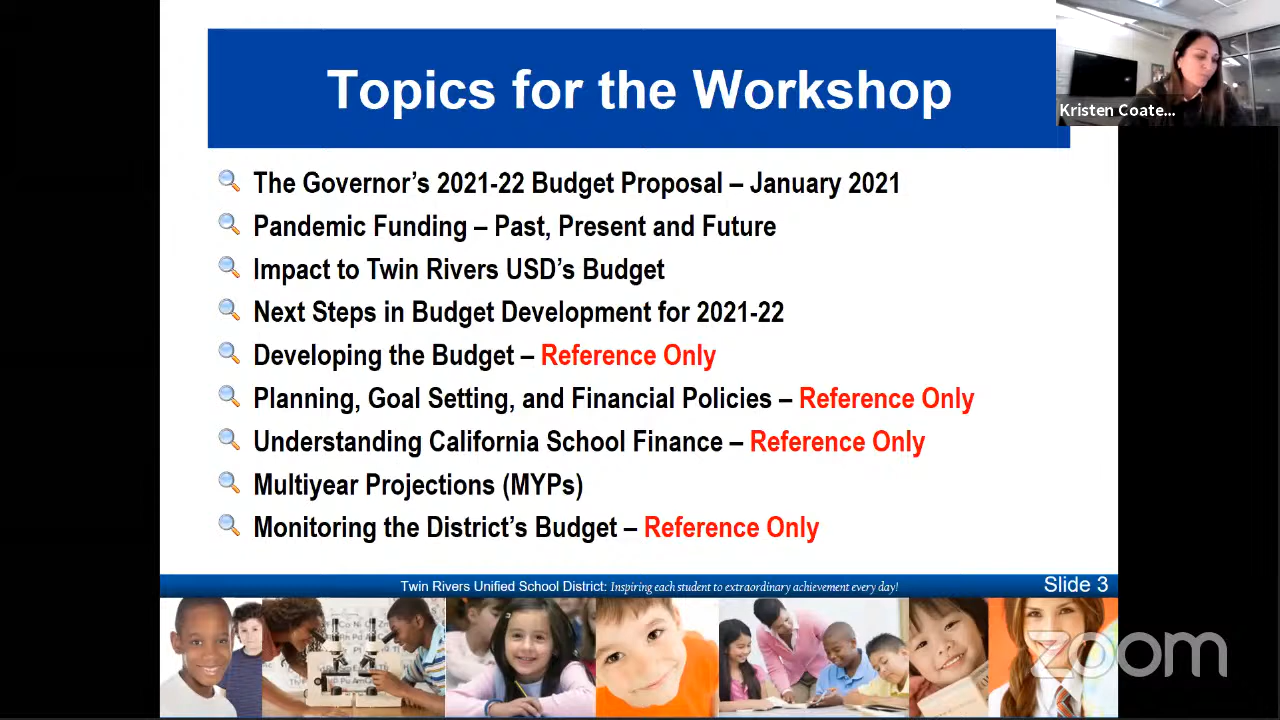 Topics for the Workshop
Kristen Coate...
The Governor's 2021-22 Budget Proposal – January 2021
Pandemic Funding – Past, Present and Future
Impact to Twin Rivers USD's Budget
Next Steps in Budget Development for 2021-22
Developing the Budget – Reference Only
Planning, Goal Setting, and Financial Policies – Reference Only
Understanding California School Finance – Reference Only
Multiyear Projections (MYPs)
Monitoring the District's Budget – Reference Only
Twin Rivers Unified School District: Inspiring each student to extraordinary achievement every day!
Slide 3
zoom